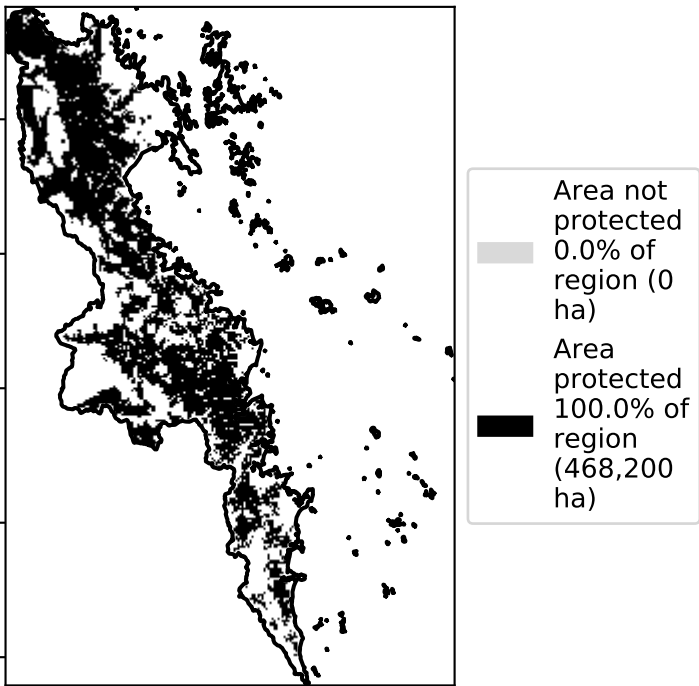 Area not
protected
0.0% of
region (0
ha)
Area
protected
100.0% of
region
(468,200
ha)